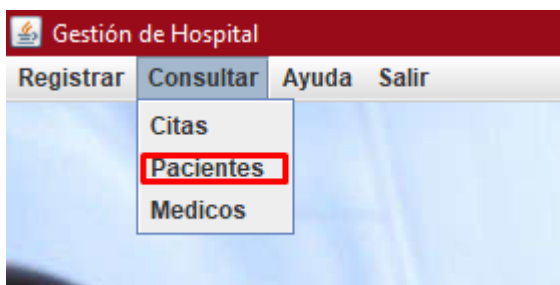 Gestión de Hospital
Registrar Consultar Ayuda Salir
Citas
Pacientes
Medicos